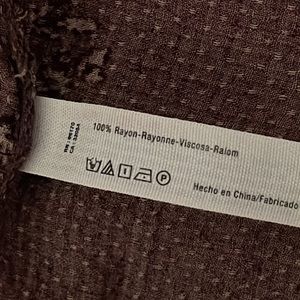 100% Rayon-Rayonne-Viscosa-Raiom
P
Hecho en China/Fabricado